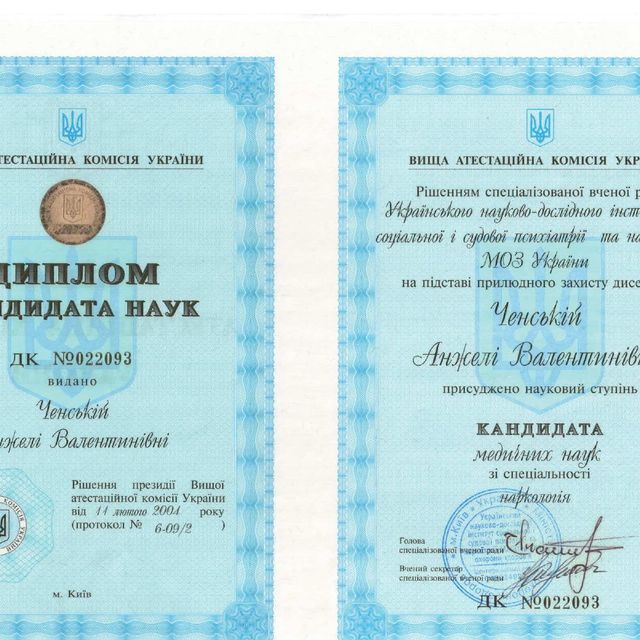 АТЕСТАЦІЙНА КОМІСІЯ УКРАЇНИ
ДИПЛОМ
КАНДИДАТА НАУК
ДК №022093
видано
Ченській
Анжелі Валентинівні
Рішення президії Вищої
атестаційної комісії України
від 11 лютого 2004 року
(протокол № 6-09/2 )
м. Київ
ВИЩА АТЕСТАЦІЙНА КОМІСІЯ УКРА
Рішенням спеціалізованої вченої р
Українського науково-дослідного інст
соціальної і судової психіатрії та на
МОЗ України
на підставі прилюдного захисту дисе
Ченській
Анжелі Валентинівн
присуджено науковий ступінь
КАНДИДАТА
медичних наук
зі спеціальності
наркологія
Голова
спеціалізованої вченої ради
Вчений секретар
спеціалізованої вченої ради
ДК №022093